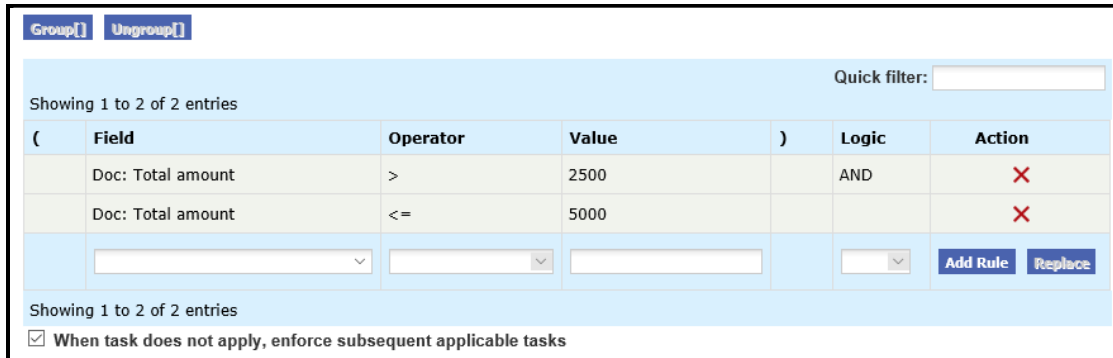 Group[] Ungroup[]
Quick filter:
Showing 1 to 2 of 2 entries
( Field Operator Value ) Logic Action
Doc: Total amount > 2500 AND
Doc: Total amount <= 5000
Add Rule Replace
Showing 1 to 2 of 2 entries
When task does not apply, enforce subsequent applicable tasks